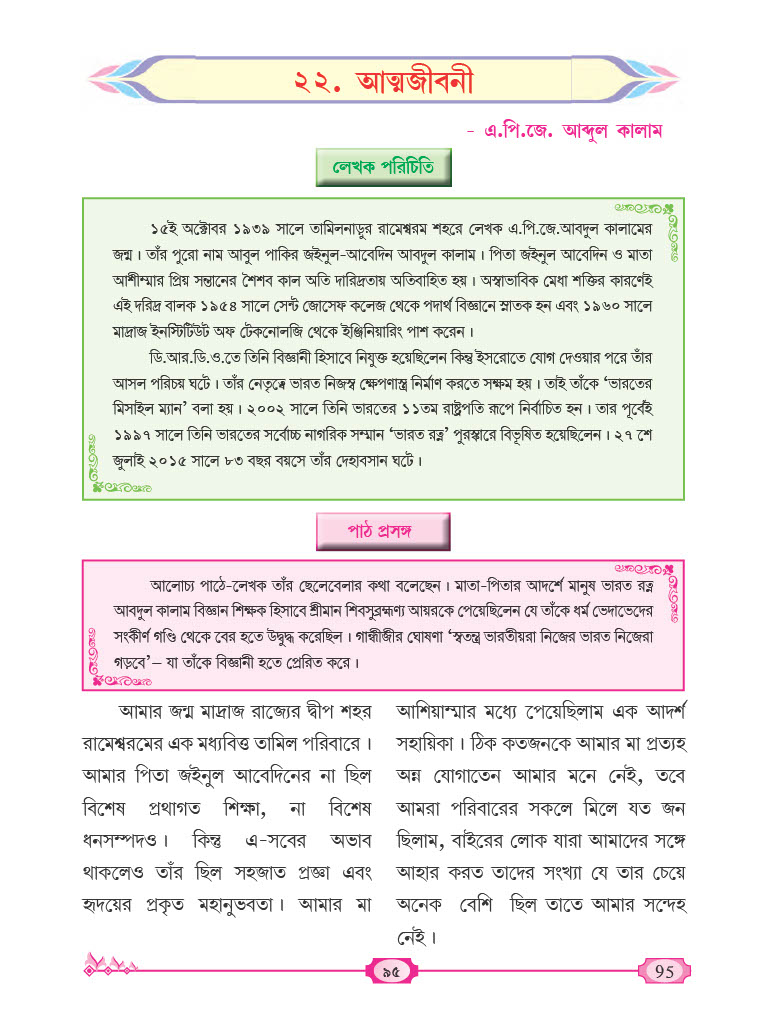 ২২. আত্মজীবনী
- এ.পি.জে. আব্দুল কালাম
লেখক পরিচিতি
১৫ই অক্টোবর ১৯৩৯ সালে তামিলনাডুর রামেশ্বরম শহরে লেখক এ.পি.জে.আবদুল কালামের
জন্ম। তাঁর পুরো নাম আবুল পাকির জইনুল-আবেদিন আবদুল কালাম। পিতা জইনুল আবেদিন ও মাতা
আশীম্মার প্রিয় সন্তানের শৈশব কাল অতি দারিদ্রতায় অতিবাহিত হয়। অস্বাভাবিক মেধা শক্তির কারণেই
এই দরিদ্র বালক ১৯৫৪ সালে সেন্ট জোসেফ কলেজ থেকে পদার্থ বিজ্ঞানে স্নাতক হন এবং ১৯৬০ সালে
মাদ্রাজ ইনস্টিটিউট অফ টেকনোলজি থেকে ইঞ্জিনিয়ারিং পাশ করেন।
ডি.আর.ডি.ও.তে তিনি বিজ্ঞানী হিসাবে নিযুক্ত হয়েছিলেন কিন্তু ইসরোতে যোগ দেওয়ার পরে তাঁর
আসল পরিচয় ঘটে। তাঁর নেতৃত্বে ভারত নিজস্ব ক্ষেপণাস্ত্র নির্মাণ করতে সক্ষম হয়। তাই তাঁকে ‘ভারতের
মিসাইল ম্যান’ বলা হয়। ২০০২ সালে তিনি ভারতের ১১তম রাষ্ট্রপতি রূপে নির্বাচিত হন। তার পূর্বেই
১৯৯৭ সালে তিনি ভারতের সর্বোচ্চ নাগরিক সম্মান ‘ভারত রত্ন’ পুরস্কারে বিভূষিত হয়েছিলেন। ২৭ শে
জুলাই ২০১৫ সালে ৮৩ বছর বয়সে তাঁর দেহাবসান ঘটে।
পাঠ প্রসঙ্গ
আলোচ্য পাঠে-লেখক তাঁর ছেলেবেলার কথা বলেছেন। মাতা-পিতার আদর্শে মানুষ ভারত রত্ন
আবদুল কালাম বিজ্ঞান শিক্ষক হিসাবে শ্রীমান শিবসুব্রহ্মণ্য আয়রকে পেয়েছিলেন যে তাঁকে ধর্ম ভেদাভেদের
সংকীর্ণ গণ্ডি থেকে বের হতে উদ্বুদ্ধ করেছিল। গান্ধীজীর ঘোষণা ‘স্বতন্ত্র ভারতীয়রা নিজের ভারত নিজেরা
গড়বে’– যা তাঁকে বিজ্ঞানী হতে প্রেরিত করে।
আমার জন্ম মাদ্রাজ রাজ্যের দ্বীপ শহর
রামেশ্বরমের এক মধ্যবিত্ত তামিল পরিবারে।
আমার পিতা জইনুল আবেদিনের না ছিল
বিশেষ প্রথাগত শিক্ষা, না বিশেষ
ধনসম্পদও। কিন্তু এ-সবের অভাব
থাকলেও তাঁর ছিল সহজাত প্রজ্ঞা এবং
হৃদয়ের প্রকৃত মহানুভবতা। আমার মা
আশিয়াম্মার মধ্যে পেয়েছিলাম এক আদর্শ
সহায়িকা। ঠিক কতজনকে আমার মা প্রত্যহ
অন্ন যোগাতেন আমার মনে নেই, তবে
আমরা পরিবারের সকলে মিলে যত জন
ছিলাম, বাইরের লোক যারা আমাদের সঙ্গে
আহার করত তাদের সংখ্যা যে তার চেয়ে
অনেক বেশি ছিল তাতে আমার সন্দেহ
নেই।
৯৫
95